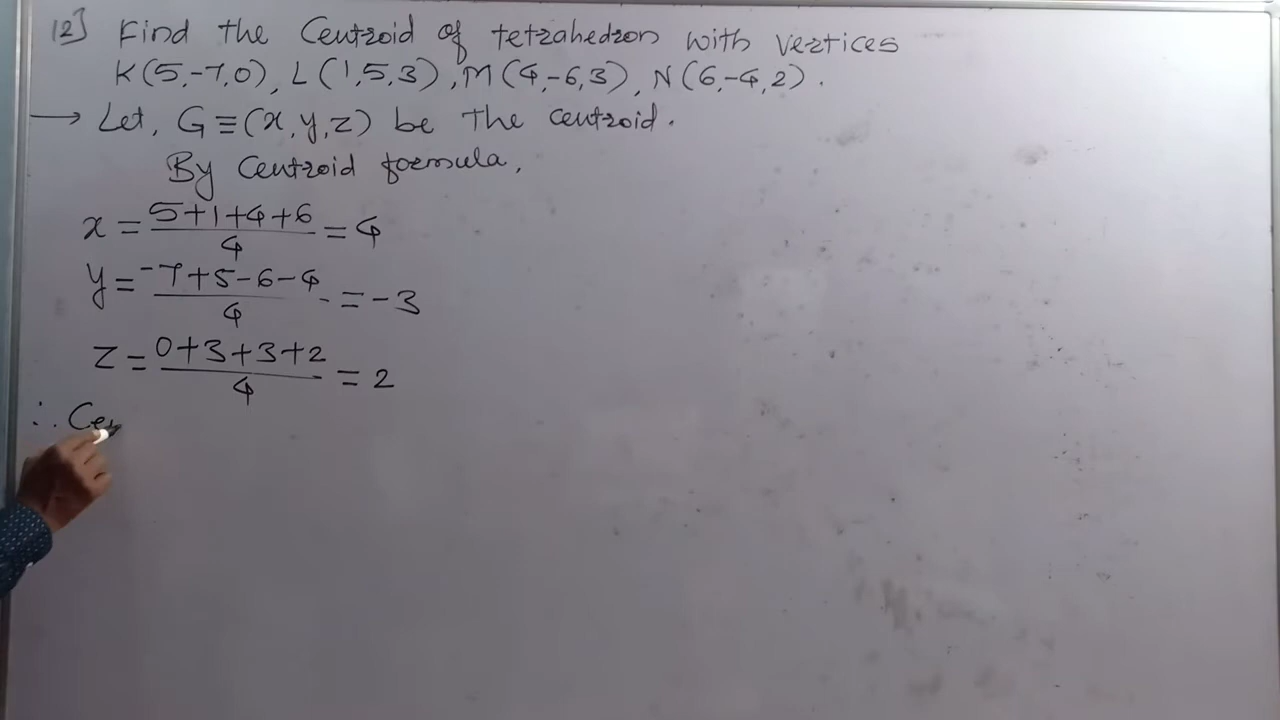 12] Find the Centroid of tetrahedron with vertices
K(5,-7,0), L(1,5,3), M(4,-6,3), N(6,-4,2).
→ Let, G≡(x,y,z) be the centroid.
By Centroid formula,
x = 5+1+4+6 / 4 = 4
y = -7+5-6-4 / 4 = -3
z = 0+3+3+2 / 4 = 2
∴ Cen